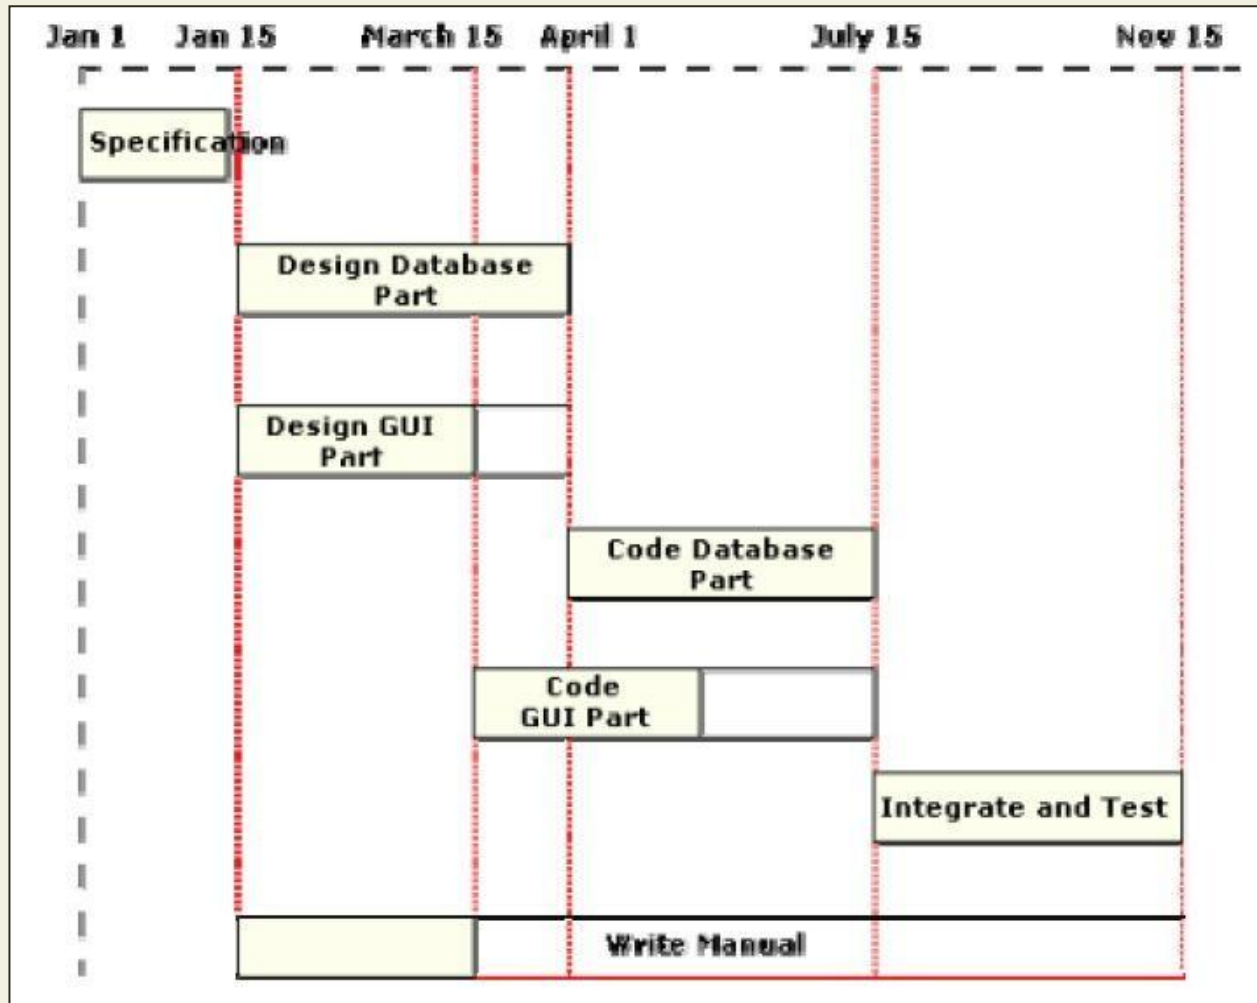 Jan 1 Jan 15 March 15 April 1 July 15 Nov 15
Specification
Design Database
Part
Design GUI
Part
Code Database
Part
Code
GUI Part
Integrate and Test
Write Manual